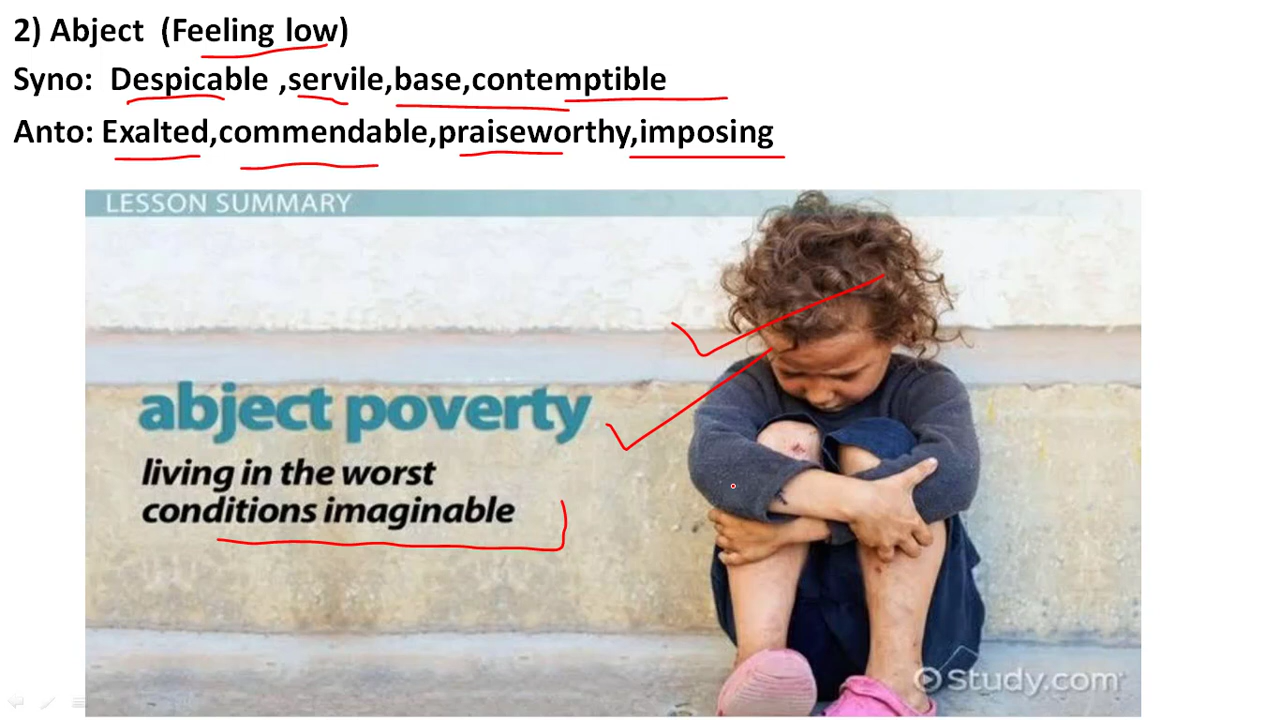 2) Abject (Feeling low)
Syno: Despicable ,servile,base,contemptible
Anto: Exalted,commendable,praiseworthy,imposing
LESSON SUMMARY
abject poverty
living in the worst
conditions imaginable
Study.com